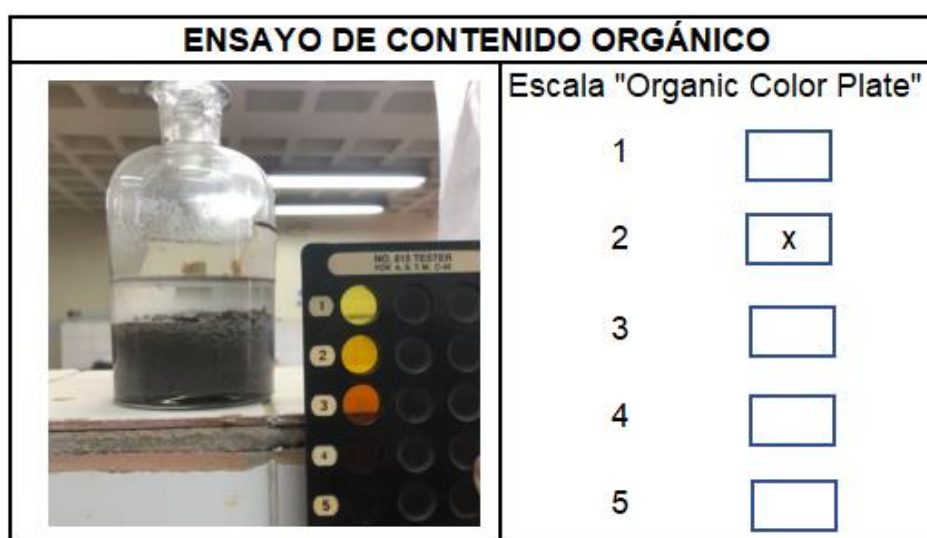 ENSAYO DE CONTENIDO ORGÁNICO
NO. 815 TESTER
FOR A. S. T. M. C-40
1
2
3
4
5
Escala "Organic Color Plate"
1
2 x
3
4
5